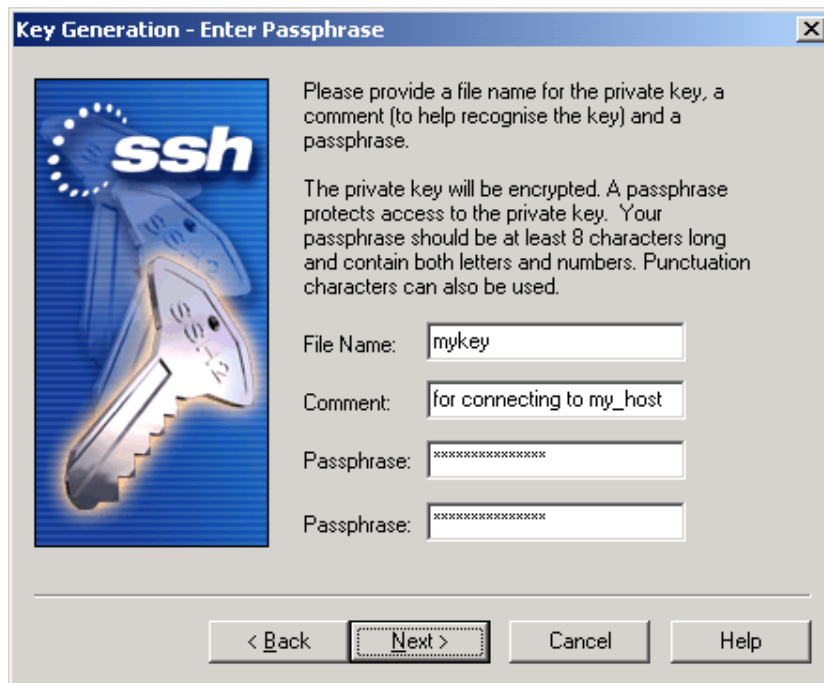 Key Generation - Enter Passphrase
ssh
Please provide a file name for the private key, a
comment (to help recognise the key) and a
passphrase.
The private key will be encrypted. A passphrase
protects access to the private key.  Your
passphrase should be at least 8 characters long
and contain both letters and numbers. Punctuation
characters can also be used.
File Name: mykey
Comment: for connecting to my_host
Passphrase: ***************
Passphrase: ***************
< Back Next > Cancel Help